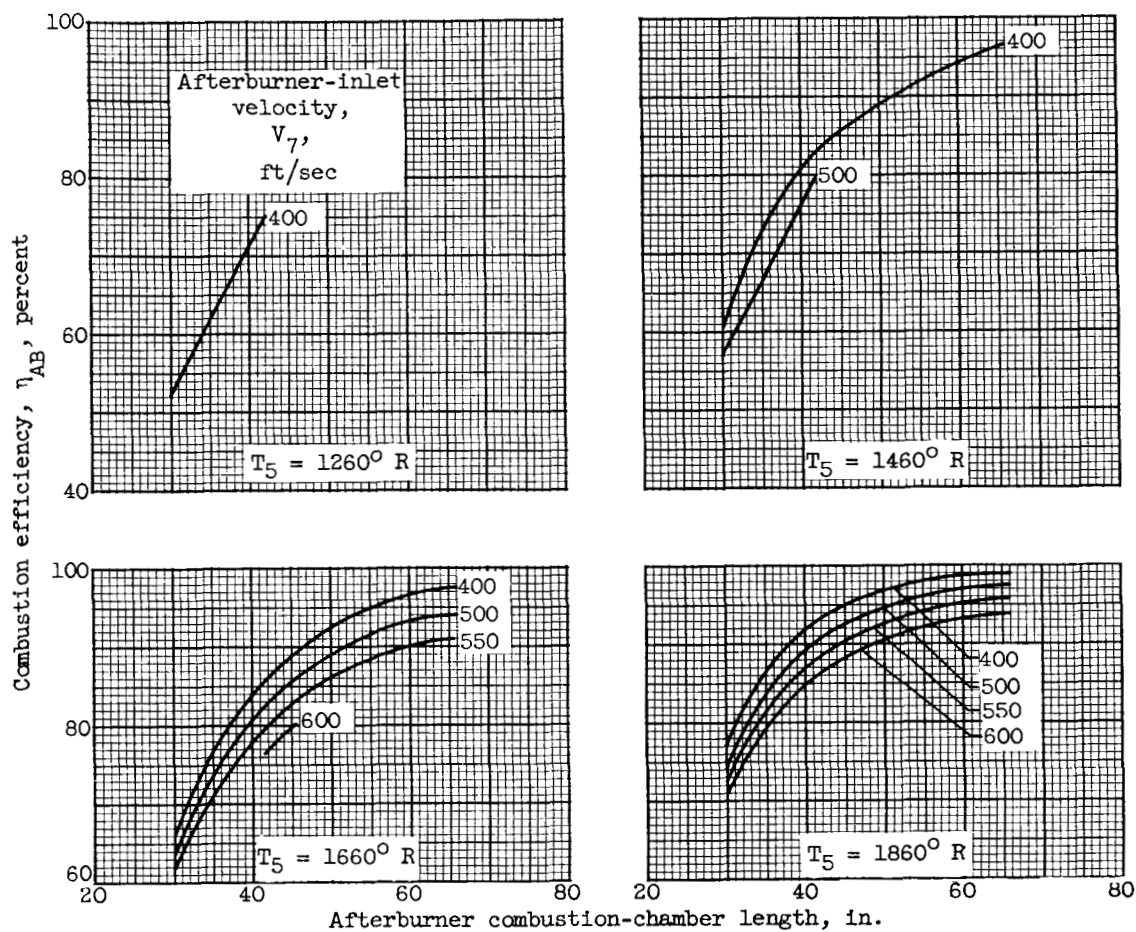 100
80
60
40
Afterburner-inlet
velocity,
V7,
ft/sec
400
T5 = 1260° R
400
500
T5 = 1460° R
Combustion efficiency, ηAB, percent
100
80
60
400
500
550
600
T5 = 1660° R
20 40 60 80
400
500
550
600
T5 = 1860° R
20 40 60 80
Afterburner combustion-chamber length, in.